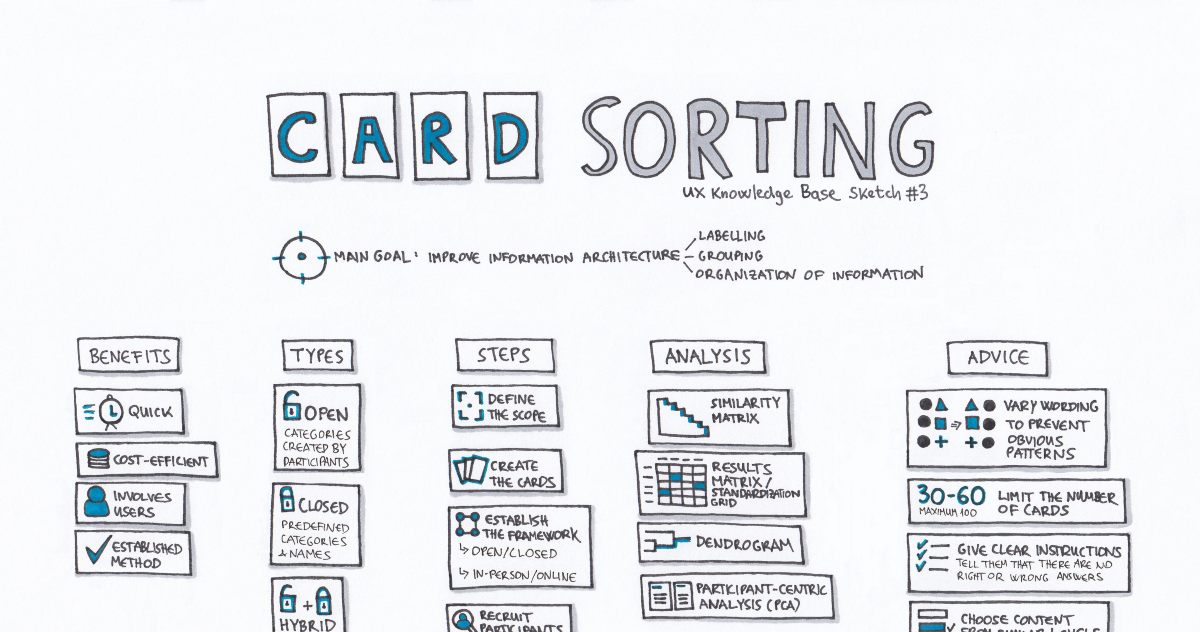 CARD SORTING
UX Knowledge Base Sketch #3
MAIN GOAL: IMPROVE INFORMATION ARCHITECTURE
LABELLING
GROUPING
ORGANIZATION OF INFORMATION
BENEFITS
QUICK
COST-EFFICIENT
INVOLVES
USERS
ESTABLISHED
METHOD
TYPES
OPEN
CATEGORIES
CREATED BY
PARTICIPANTS
CLOSED
PREDEFINED
CATEGORIES
& NAMES
+
HYBRID
STEPS
DEFINE
THE SCOPE
CREATE
THE CARDS
ESTABLISH
THE FRAMEWORK
↳ OPEN/CLOSED
↳ IN-PERSON/ONLINE
RECRUIT
PARTICIPANTS
ANALYSIS
SIMILARITY
MATRIX
RESULTS
MATRIX/
STANDARDIZATION
GRID
DENDROGRAM
PARTICIPANT-CENTRIC
ANALYSIS (PCA)
ADVICE
VARY WORDING
TO PREVENT
OBVIOUS
PATTERNS
30-60 LIMIT THE NUMBER
MAXIMUM 100 OF CARDS
GIVE CLEAR INSTRUCTIONS
TELL THEM THAT THERE ARE NO
RIGHT OR WRONG ANSWERS
CHOOSE CONTENT
FROM